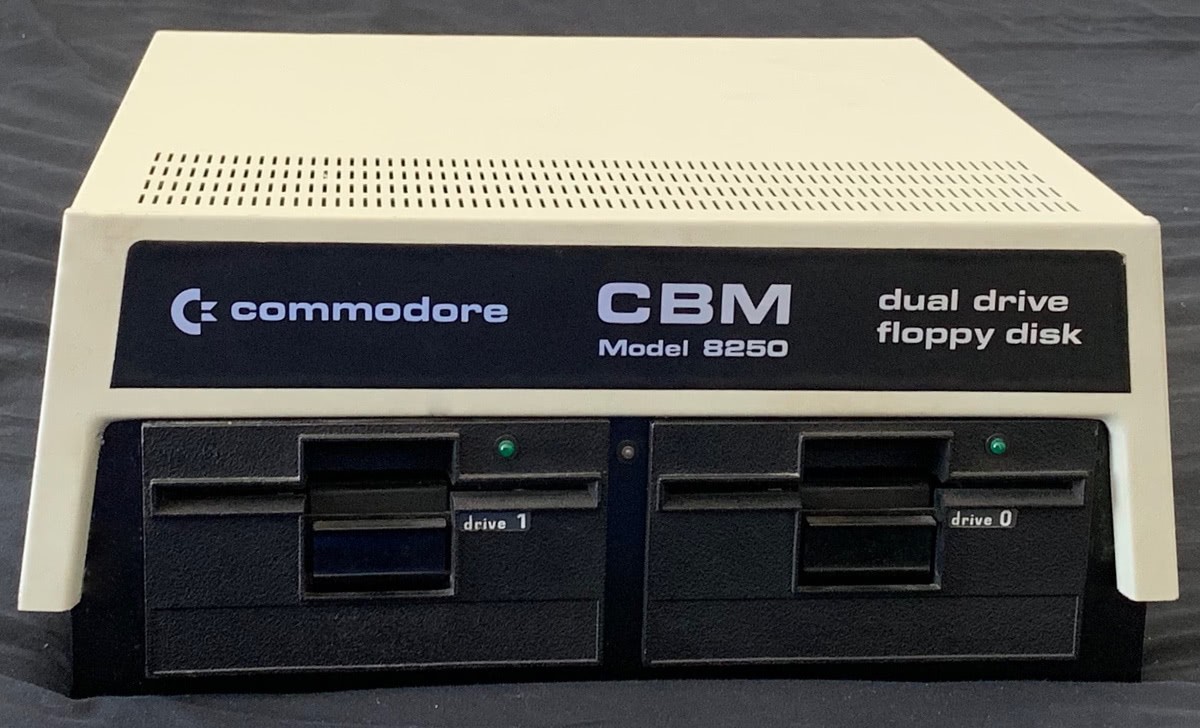 commodore
CBM
Model 8250
dual drive
floppy disk
drive 1
drive 0